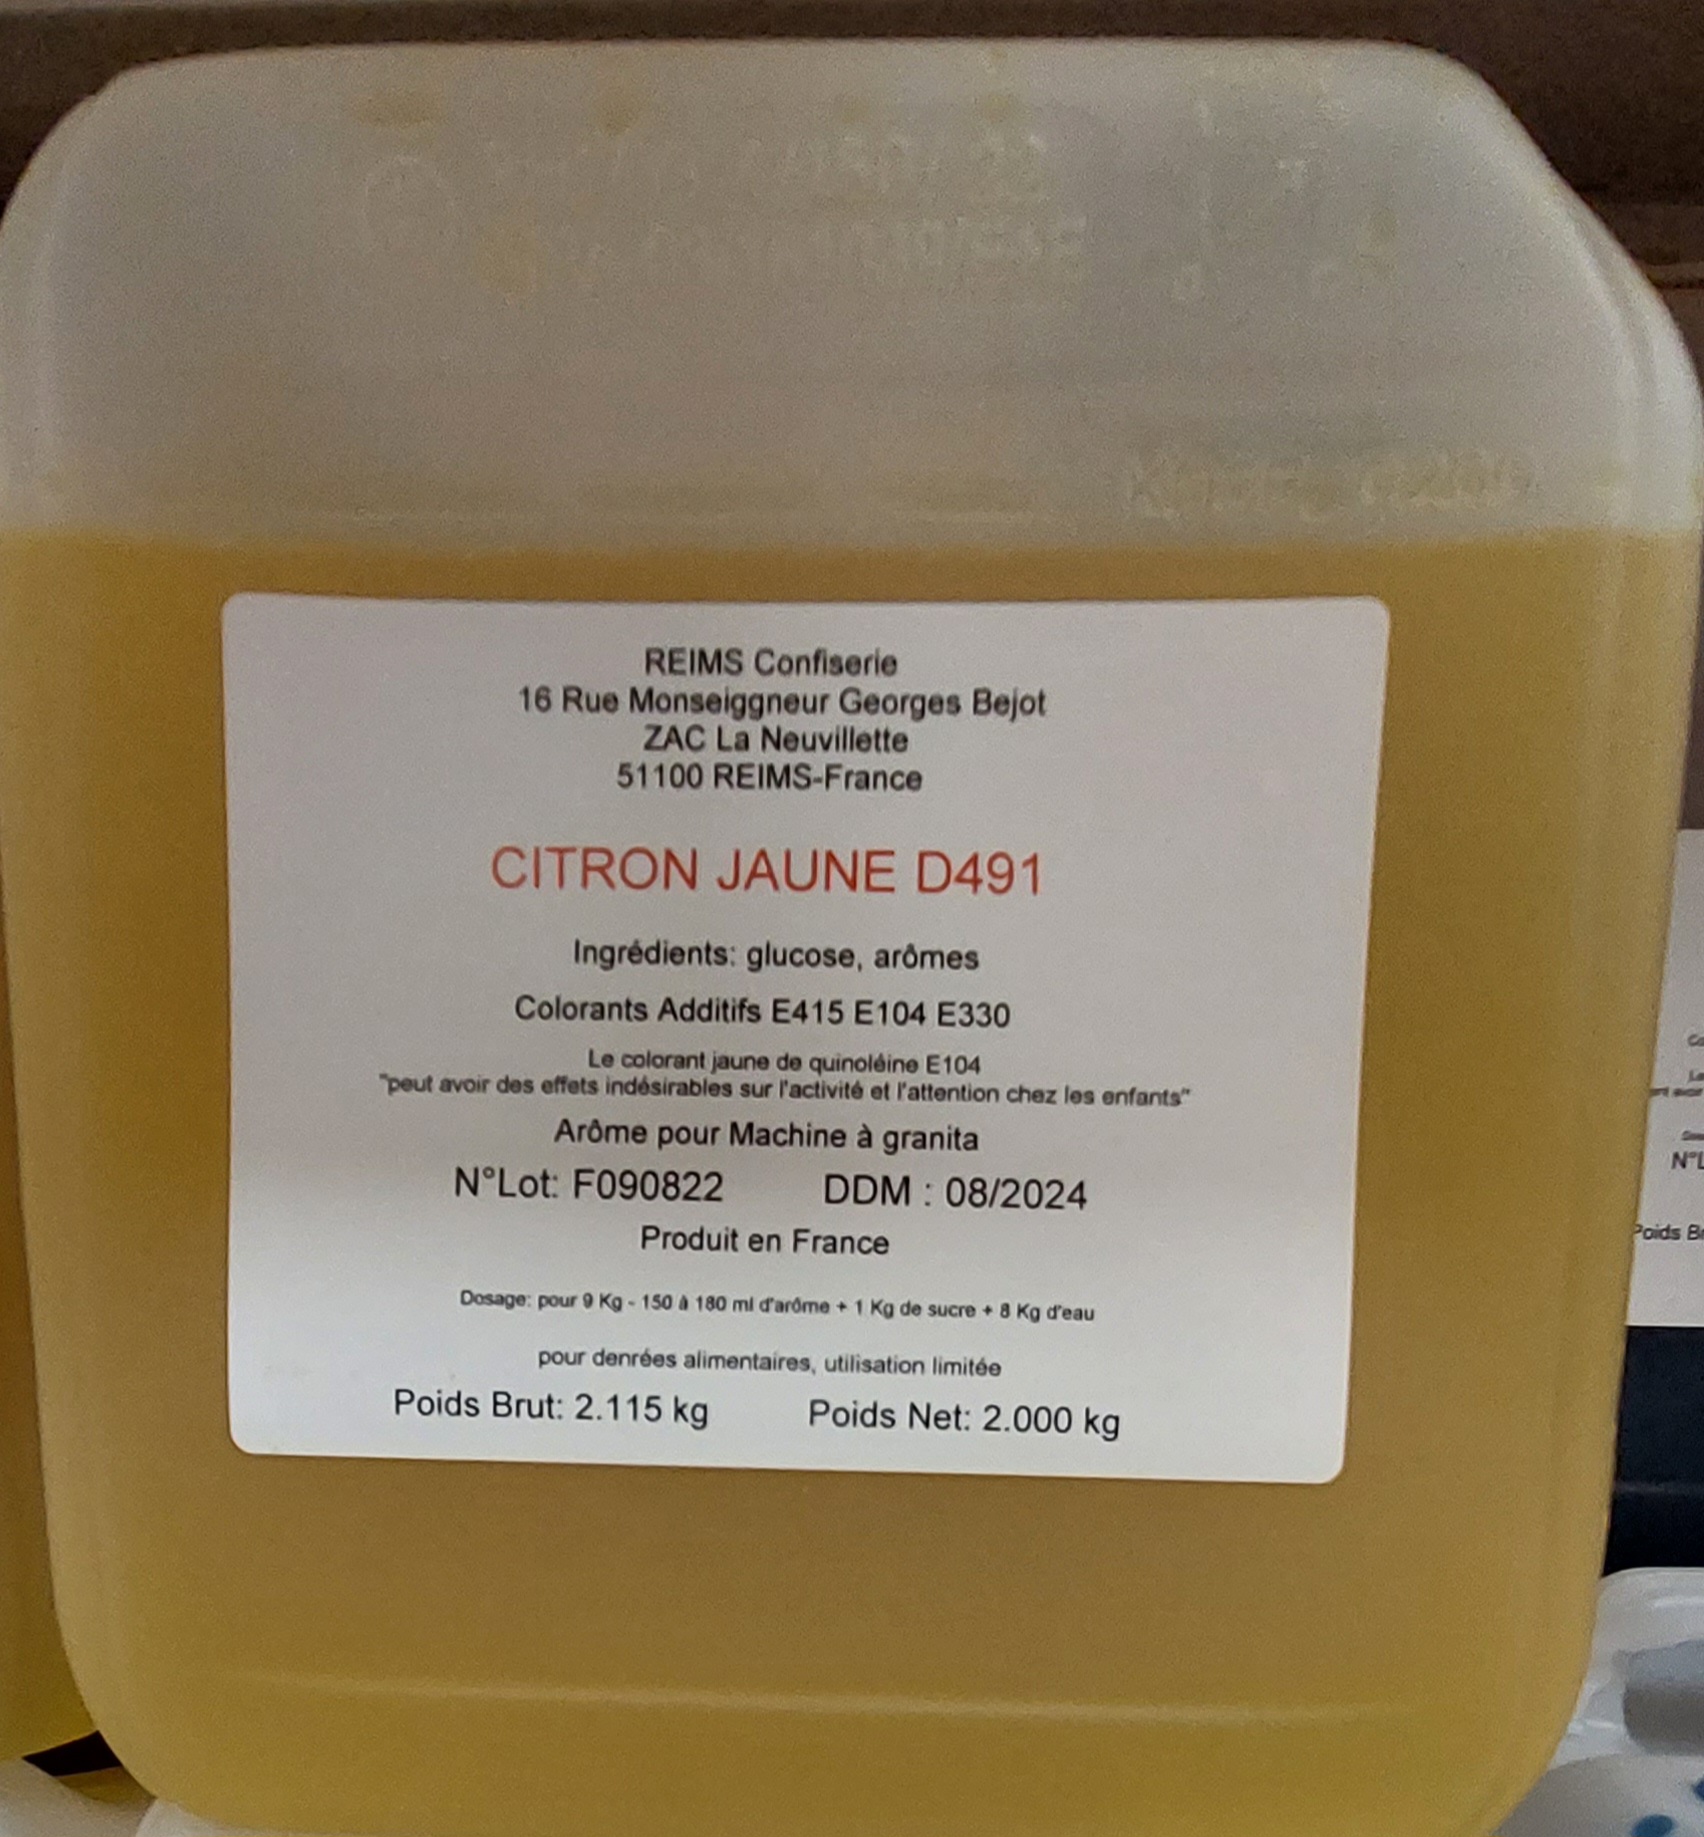 REIMS Confiserie
16 Rue Monseiggneur Georges Bejot
ZAC La Neuvillette
51100 REIMS-France
CITRON JAUNE D491
Ingrédients: glucose, arômes
Colorants Additifs E415 E104 E330
Le colorant jaune de quinoléine E104
"peut avoir des effets indésirables sur l'activité et l'attention chez les enfants"
Arôme pour Machine à granita
N°Lot: F090822 DDM : 08/2024
Produit en France
Dosage: pour 9 Kg - 150 à 180 ml d'arôme + 1 Kg de sucre + 8 Kg d'eau
pour denrées alimentaires, utilisation limitée
Poids Brut: 2.115 kg Poids Net: 2.000 kg
N°L
Poids Br